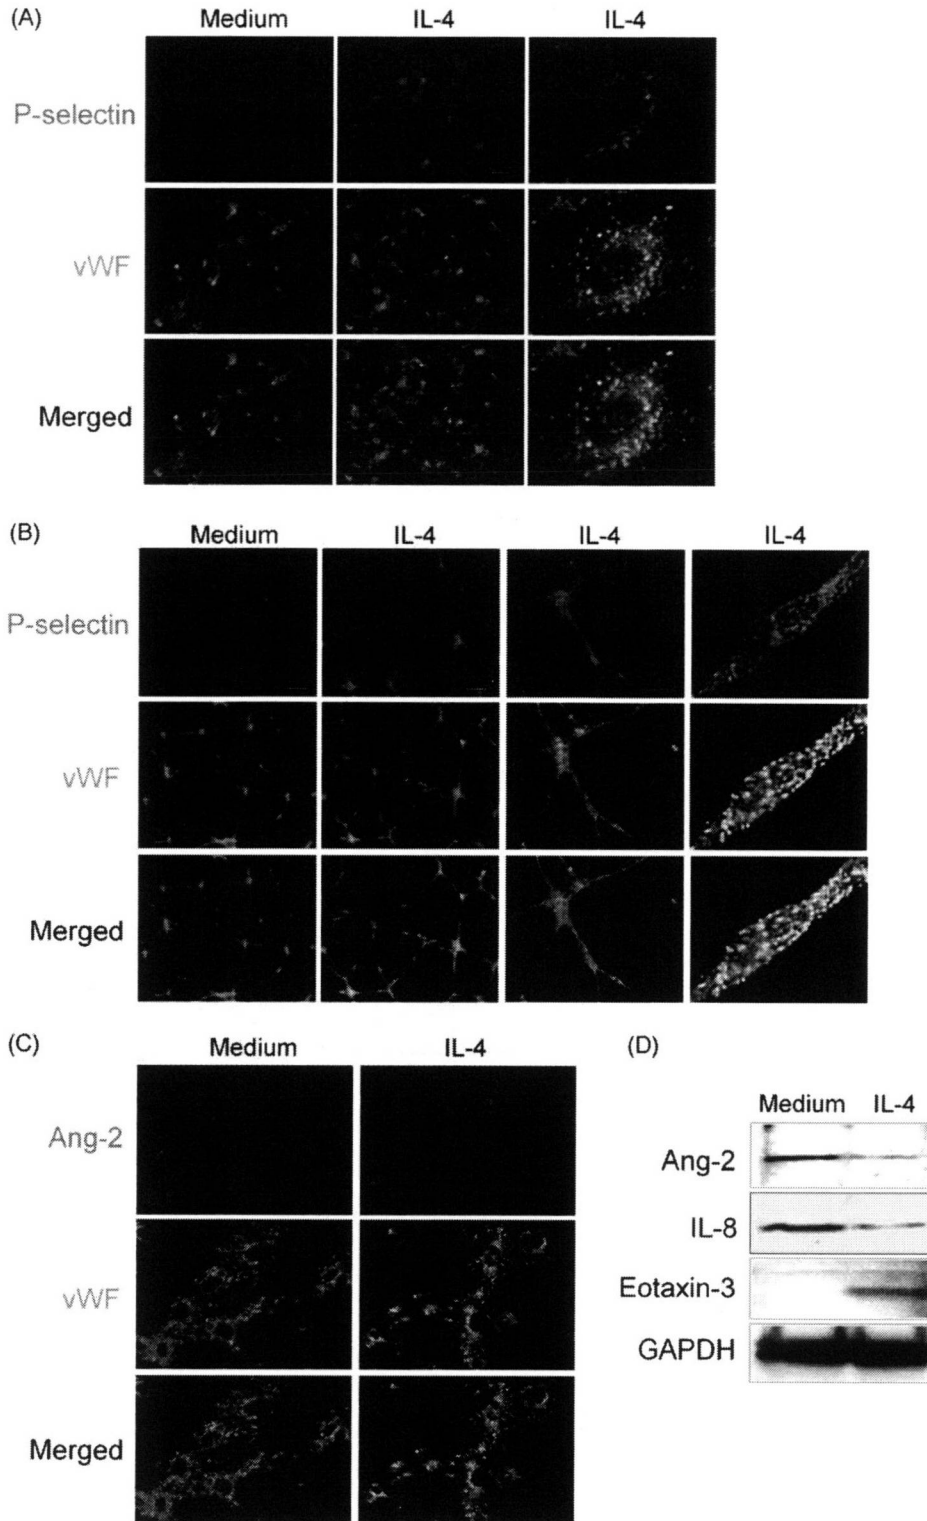 (A)
Medium IL-4 IL-4
P-selectin
vWF
Merged
(B)
Medium IL-4 IL-4 IL-4
P-selectin
vWF
Merged
(C)
Medium IL-4
Ang-2
vWF
Merged
(D)
Medium IL-4
Ang-2
IL-8
Eotaxin-3
GAPDH